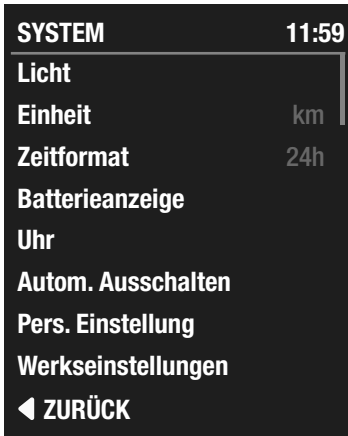 SYSTEM 11:59
Licht
Einheit km
Zeitformat 24h
Batterieanzeige
Uhr
Autom. Ausschalten
Pers. Einstellung
Werkseinstellungen
ZURÜCK